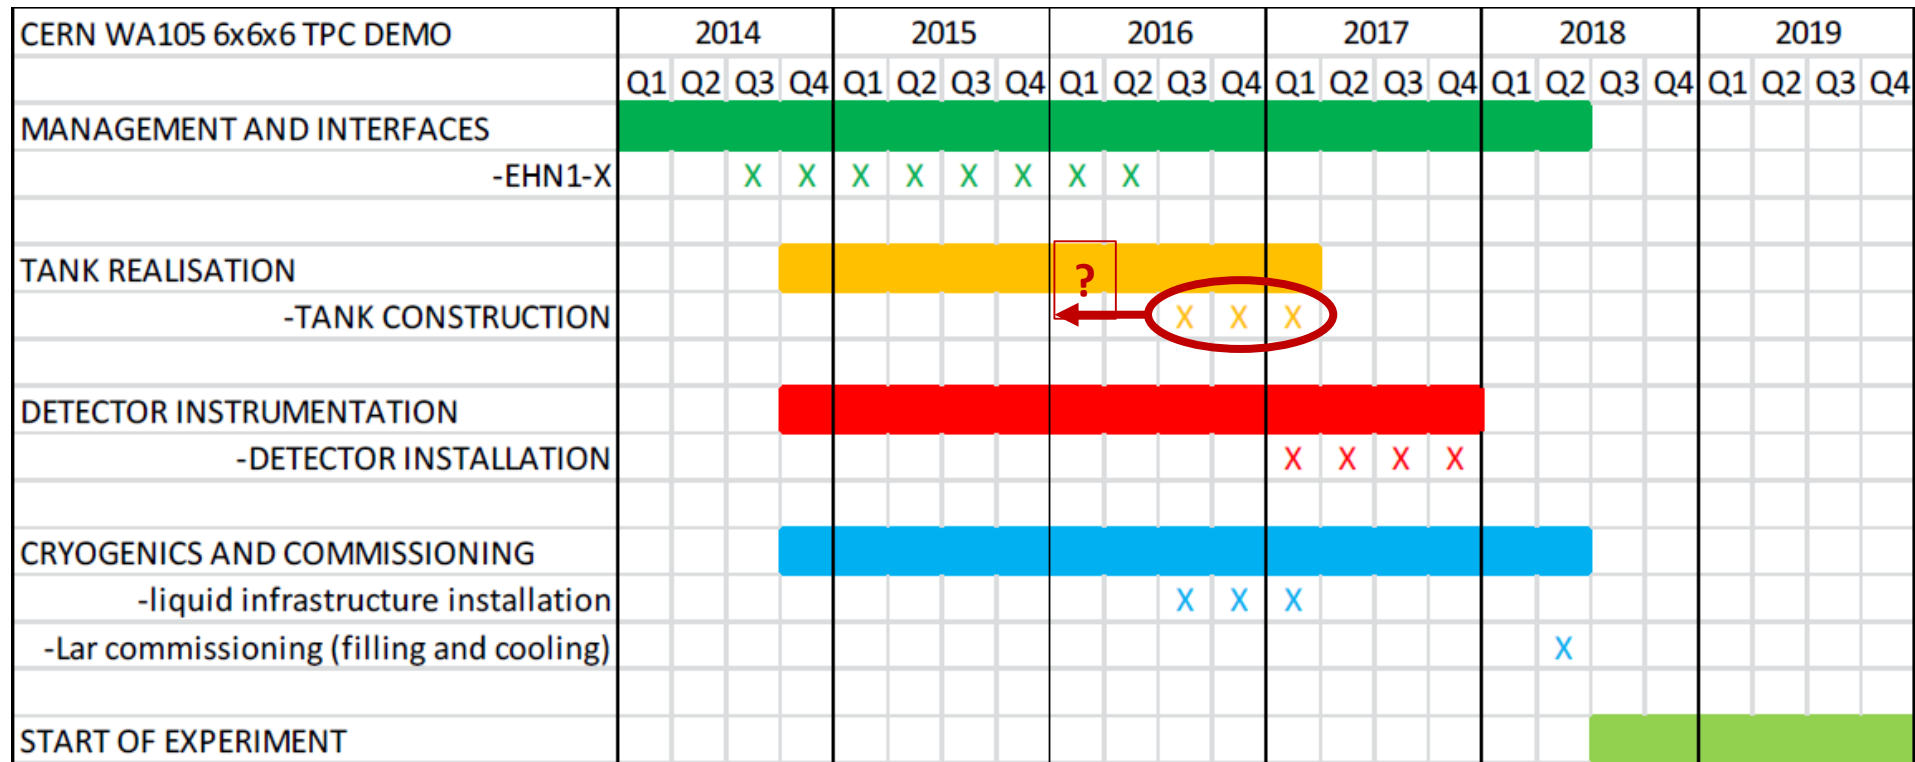 CERN WA105 6x6x6 TPC DEMO 2014 2015 2016 2017 2018 2019
Q1 Q2 Q3 Q4 Q1 Q2 Q3 Q4 Q1 Q2 Q3 Q4 Q1 Q2 Q3 Q4 Q1 Q2 Q3 Q4 Q1 Q2 Q3 Q4
MANAGEMENT AND INTERFACES
-EHN1-X X X X X X X X X
TANK REALISATION ?
-TANK CONSTRUCTION X X X
DETECTOR INSTRUMENTATION
-DETECTOR INSTALLATION X X X X
CRYOGENICS AND COMMISSIONING
-liquid infrastructure installation X X X
-Lar commissioning (filling and cooling) X
START OF EXPERIMENT